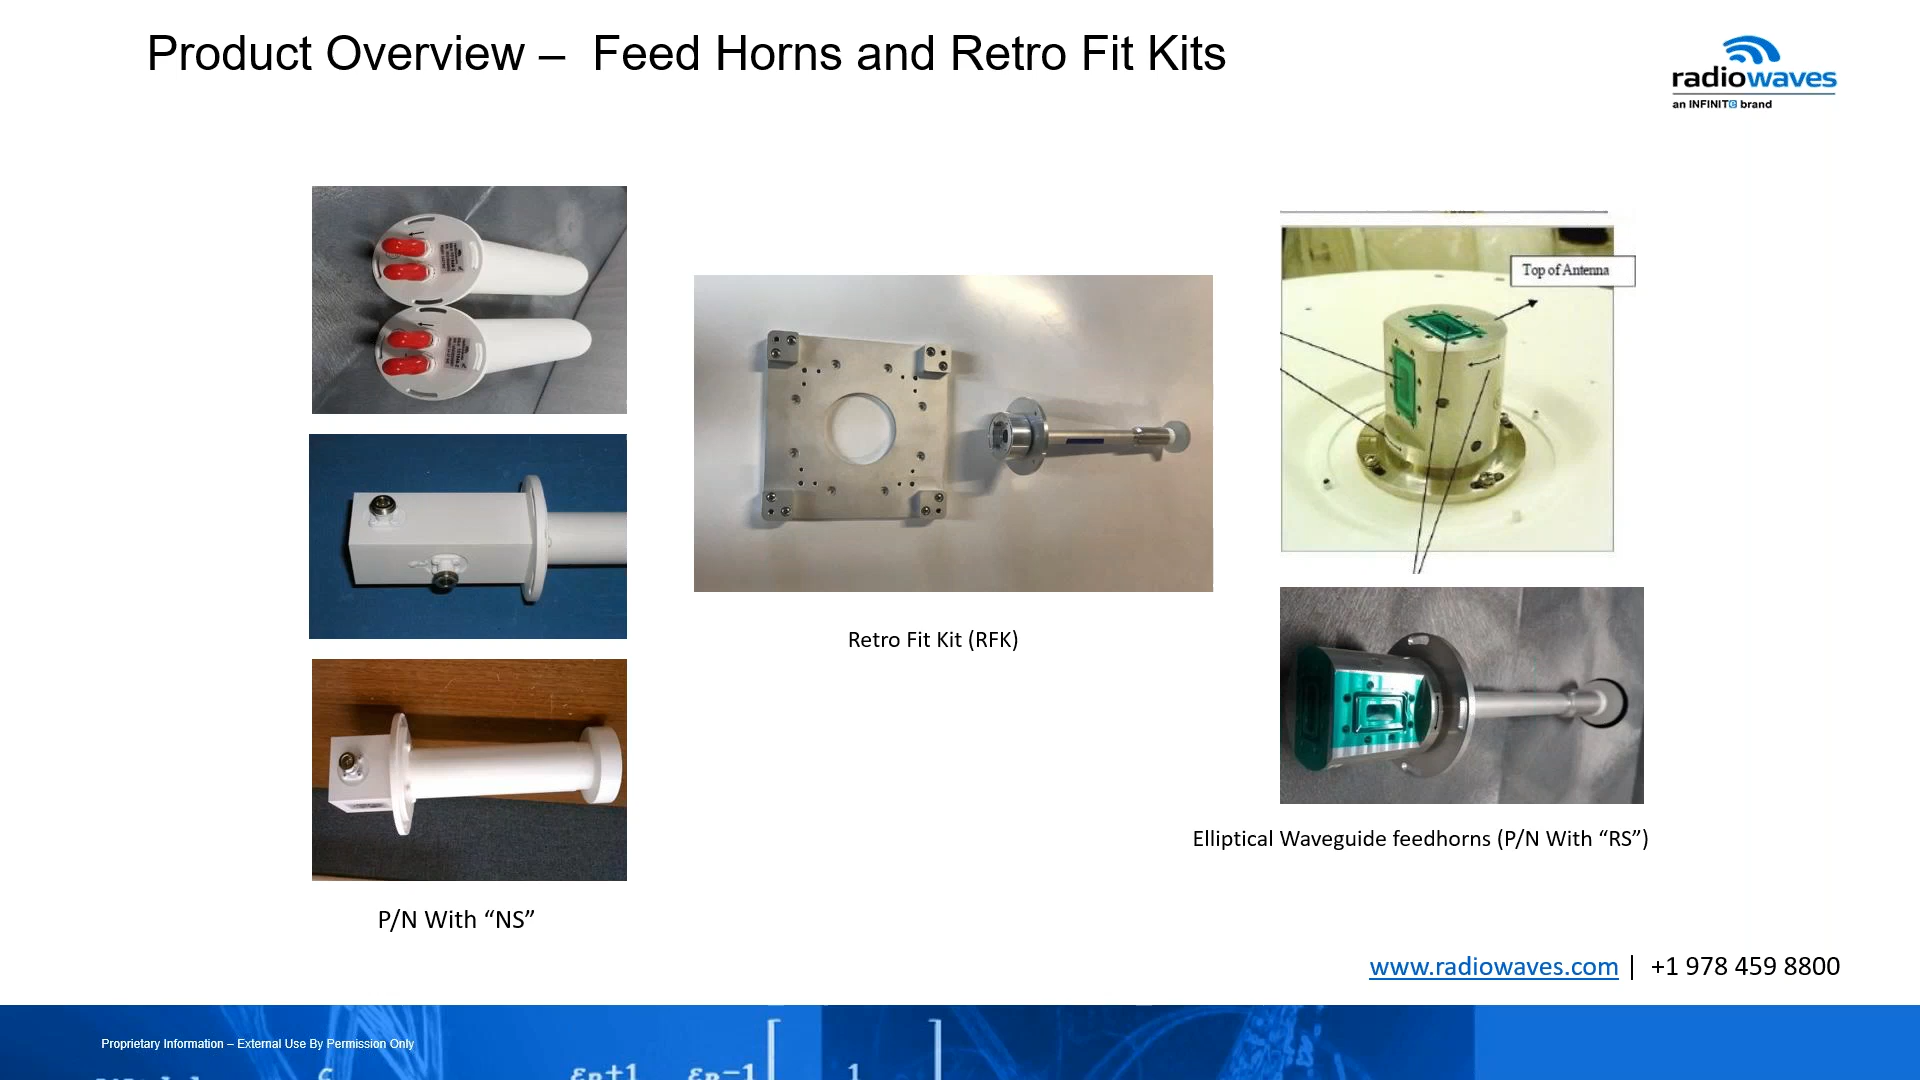 Product Overview – Feed Horns and Retro Fit Kits
radiowaves
an INFINITE brand
Top of Antenna
Retro Fit Kit (RFK)
Elliptical Waveguide feedhorns (P/N With “RS”)
P/N With “NS”
www.radiowaves.com | +1 978 459 8800
Proprietary Information – External Use By Permission Only